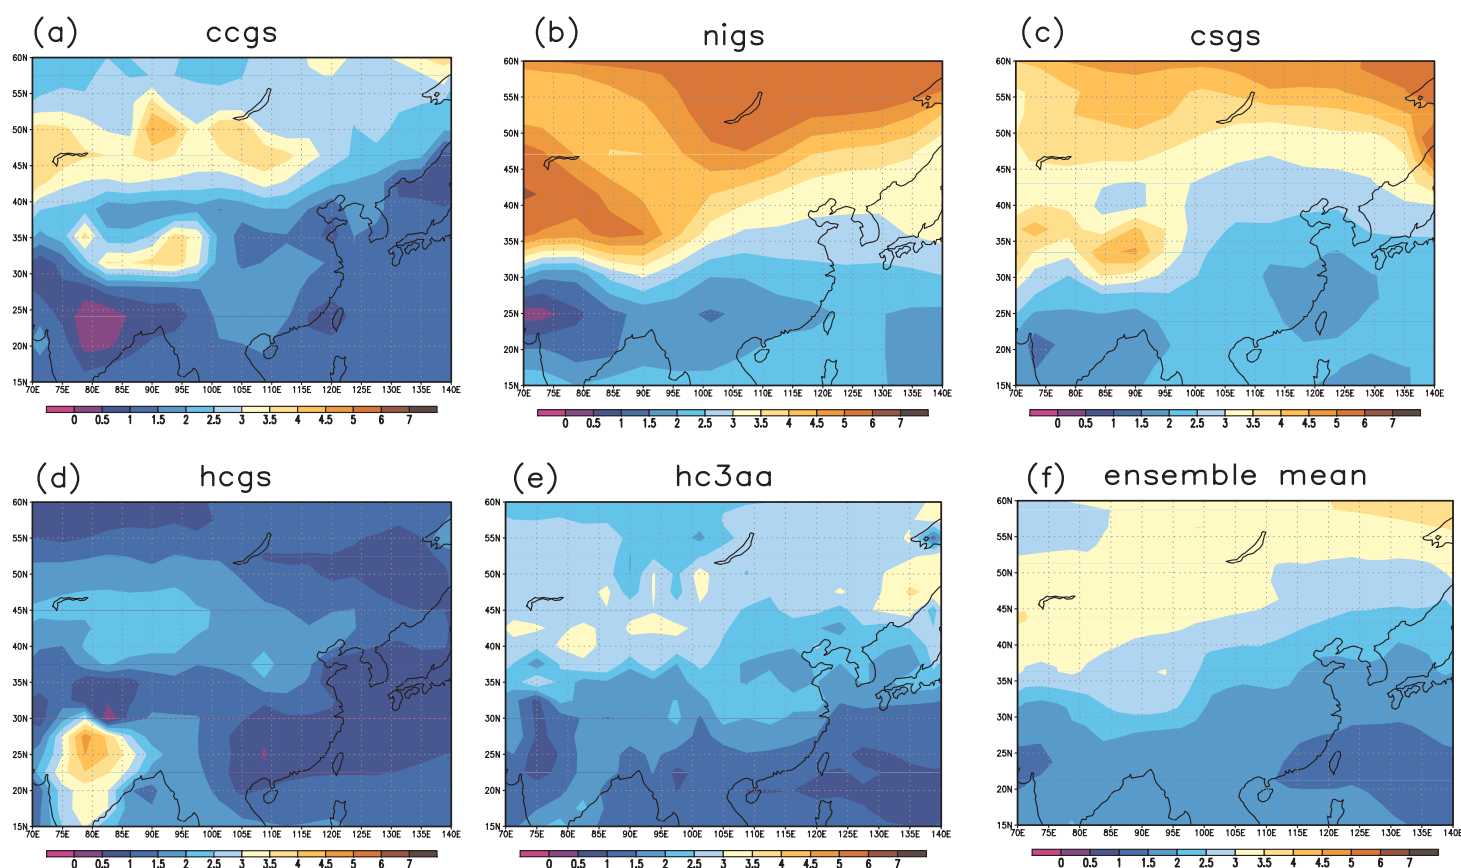 (a) ccgs
(b) nigs
(c) csgs
60N
55N
50N
45N
40N
35N
30N
25N
20N
15N
70E 75E 80E 85E 90E 95E 100E 105E 110E 115E 120E 125E 130E 135E 140E
0 0.5 1 1.5 2 2.5 3 3.5 4 4.5 5 6 7
60N
55N
50N
45N
40N
35N
30N
25N
20N
15N
70E 75E 80E 85E 90E 95E 100E 105E 110E 115E 120E 125E 130E 135E 140E
0 0.5 1 1.5 2 2.5 3 3.5 4 4.5 5 6 7
60N
55N
50N
45N
40N
35N
30N
25N
20N
15N
70E 75E 80E 85E 90E 95E 100E 105E 110E 115E 120E 125E 130E 135E 140E
0 0.5 1 1.5 2 2.5 3 3.5 4 4.5 5 6 7
(d) hcgs
(e) hc3aa
(f) ensemble mean
60N
55N
50N
45N
40N
35N
30N
25N
20N
15N
70E 75E 80E 85E 90E 95E 100E 105E 110E 115E 120E 125E 130E 135E 140E
0 0.5 1 1.5 2 2.5 3 3.5 4 4.5 5 6 7
60N
55N
50N
45N
40N
35N
30N
25N
20N
15N
70E 75E 80E 85E 90E 95E 100E 105E 110E 115E 120E 125E 130E 135E 140E
0 0.5 1 1.5 2 2.5 3 3.5 4 4.5 5 6 7
60N
55N
50N
45N
40N
35N
30N
25N
20N
15N
70E 75E 80E 85E 90E 95E 100E 105E 110E 115E 120E 125E 130E 135E 140E
0 0.5 1 1.5 2 2.5 3 3.5 4 4.5 5 6 7